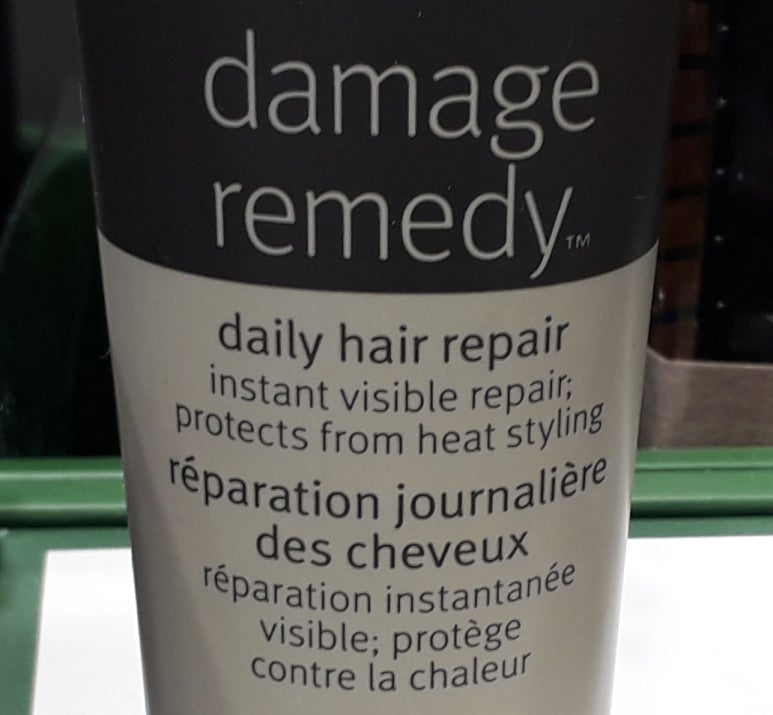 damage
remedy™
daily hair repair
instant visible repair;
protects from heat styling
réparation journalière
des cheveux
réparation instantanée
visible; protège
contre la chaleur